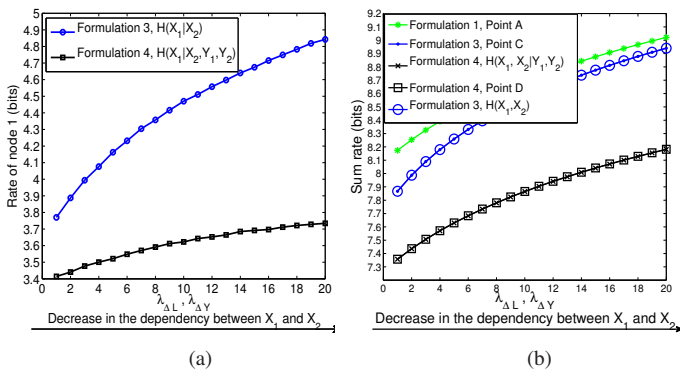 Formulation 3, H(X₁|X₂)
Formulation 4, H(X₁|X₂,Y₁,Y₂)
5
4.9
4.8
4.7
4.6
4.5
4.4
4.3
4.2
4.1
4
3.9
3.8
3.7
3.6
3.5
3.4
Rate of node 1 (bits)
0 2 4 6 8 10 12 14 16 18 20
λ_ΔL, λ_ΔY
Decrease in the dependency between X₁ and X₂
(a)
Formulation 1, Point A
Formulation 3, Point C
Formulation 4, H(X₁, X₂|Y₁,Y₂)
Formulation 4, Point D
Formulation 3, H(X₁,X₂)
9.1
9
8.9
8.8
8.7
8.6
8.5
8.4
8.3
8.2
8.1
8
7.9
7.8
7.7
7.6
7.5
7.4
7.3
Sum rate (bits)
0 2 4 6 8 10 12 14 16 18 20
λ_ΔL, λ_ΔY
Decrease in the dependency between X₁ and X₂
(b)